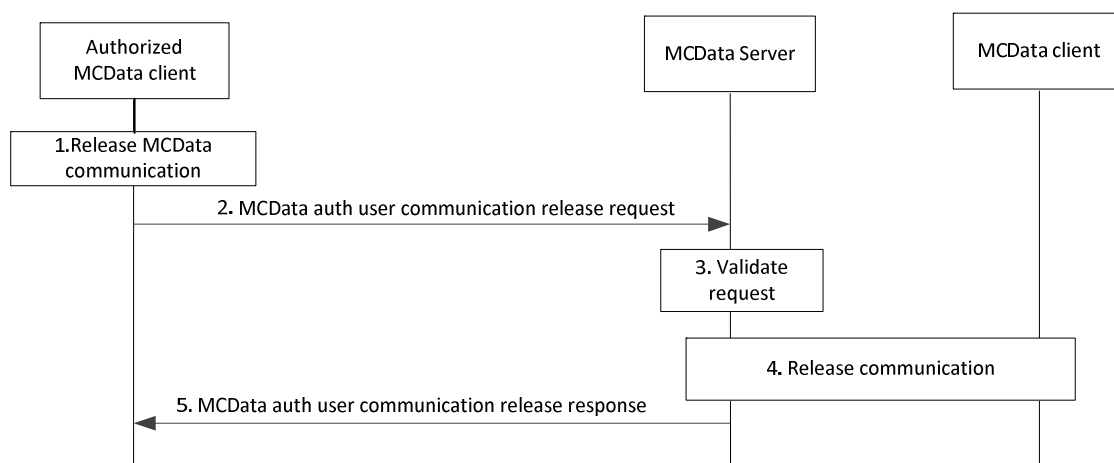 Authorized
MCData client
MCData Server
MCData client
1.Release MCData
communication
2. MCData auth user communication release request
3. Validate
request
4. Release communication
5. MCData auth user communication release response